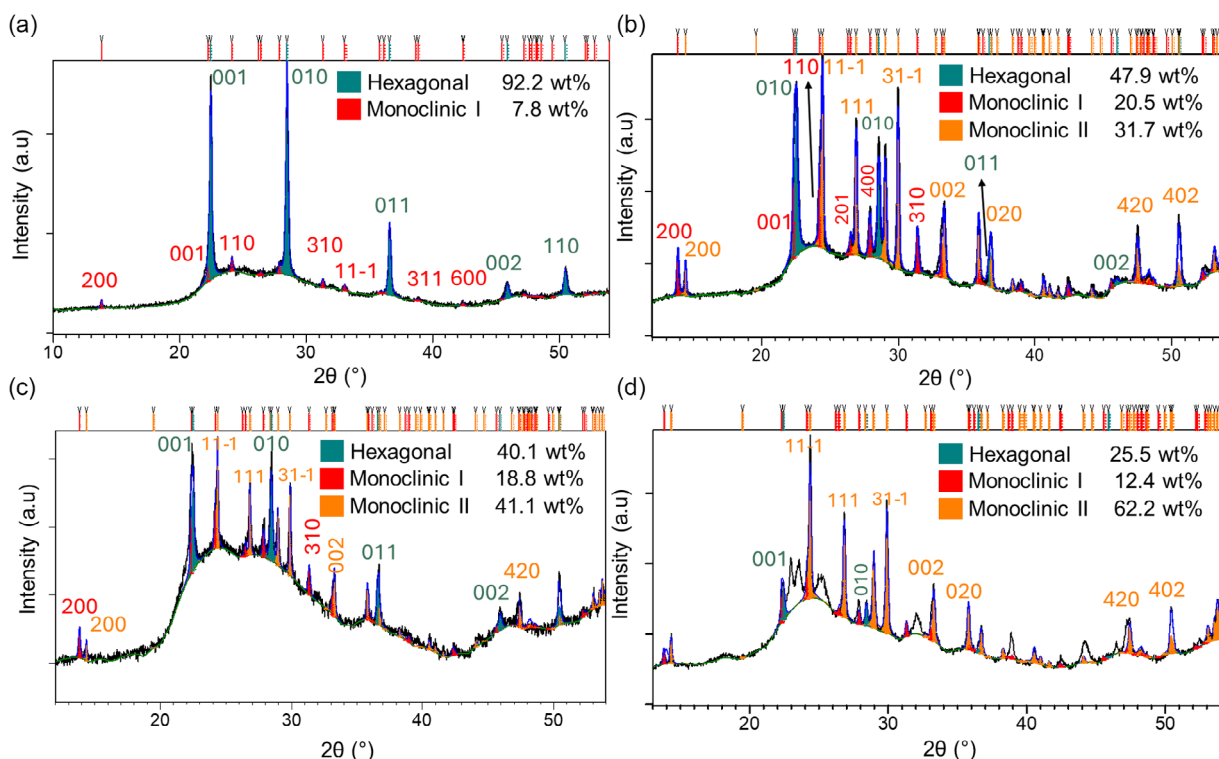 (a)
Intensity (a.u)
001
010
Hexagonal 92.2 wt%
Monoclinic I 7.8 wt%
011
001
110
310
002
110
200
11-1
311
600
10 20 30 40 50
2θ (°)
(b)
Intensity (a.u)
110
11-1
31-1
Hexagonal 47.9 wt%
010
111
010
Monoclinic I 20.5 wt%
Monoclinic II 31.7 wt%
011
400
002
402
001
201
310
020
420
200
200
002
20 30 40 50
2θ (°)
(c)
Intensity (a.u)
001
11-1
010
Hexagonal 40.1 wt%
111
31-1
Monoclinic I 18.8 wt%
Monoclinic II 41.1 wt%
310
002
011
002
420
200
200
20 30 40 50
2θ (°)
(d)
Intensity (a.u)
11-1
Hexagonal 25.5 wt%
111
31-1
Monoclinic I 12.4 wt%
Monoclinic II 62.2 wt%
001
010
002
020
420
402
20 30 40 50
2θ (°)